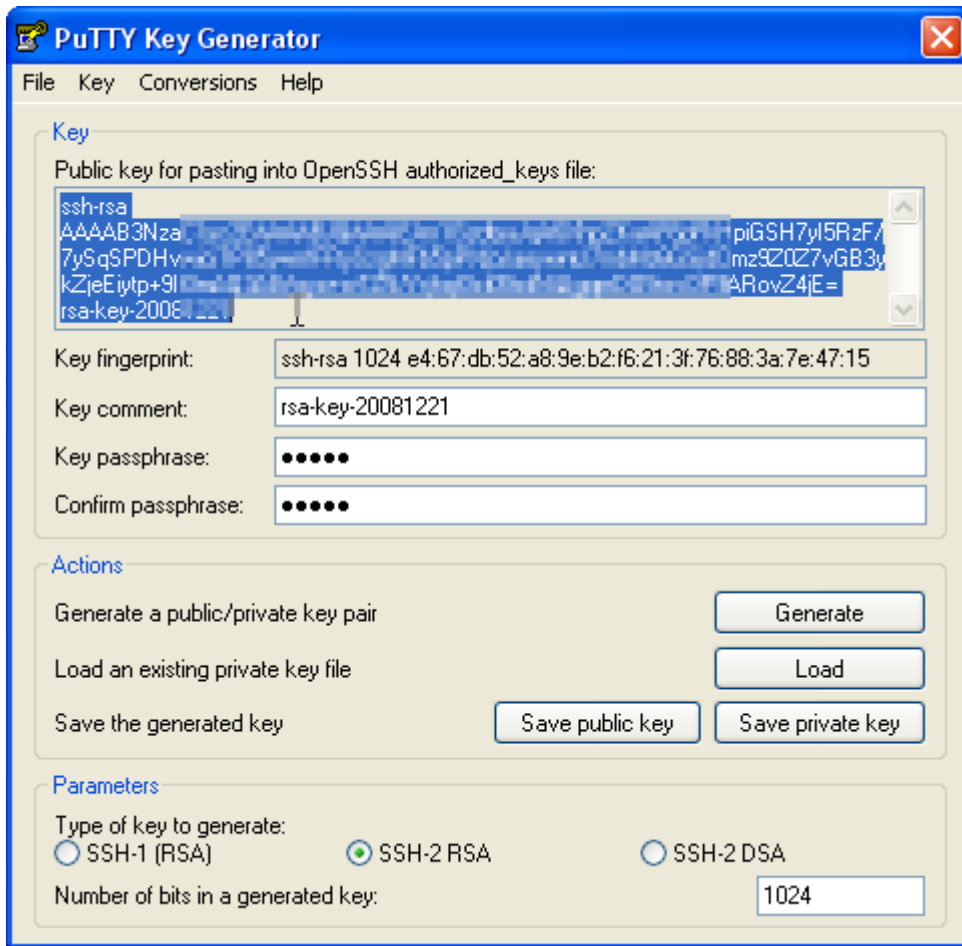 PuTTY Key Generator
File Key Conversions Help
Key
Public key for pasting into OpenSSH authorized_keys file:
ssh-rsa
AAAAB3Nza piGSH7yI5RzF/
7ySqSPDHv mz9Z0Z7vGB3y
kZjeEiytp+9I ARovZ4jE=
rsa-key-20081221
Key fingerprint: ssh-rsa 1024 e4:67:db:52:a8:9e:b2:f6:21:3f:76:88:3a:7e:47:15
Key comment: rsa-key-20081221
Key passphrase: •••••
Confirm passphrase: •••••
Actions
Generate a public/private key pair Generate
Load an existing private key file Load
Save the generated key Save public key Save private key
Parameters
Type of key to generate:
SSH-1 (RSA) SSH-2 RSA SSH-2 DSA
Number of bits in a generated key: 1024